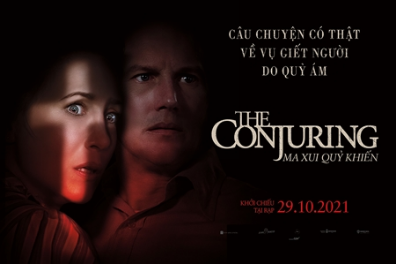 CÂU CHUYỆN CÓ THẬT
VỀ VỤ GIẾT NGƯỜI
DO QUỶ ÁM
THE
CONJURING
MA XUI QUỶ KHIẾN
KHỞI CHIẾU
TẠI RẠP 29.10.2021